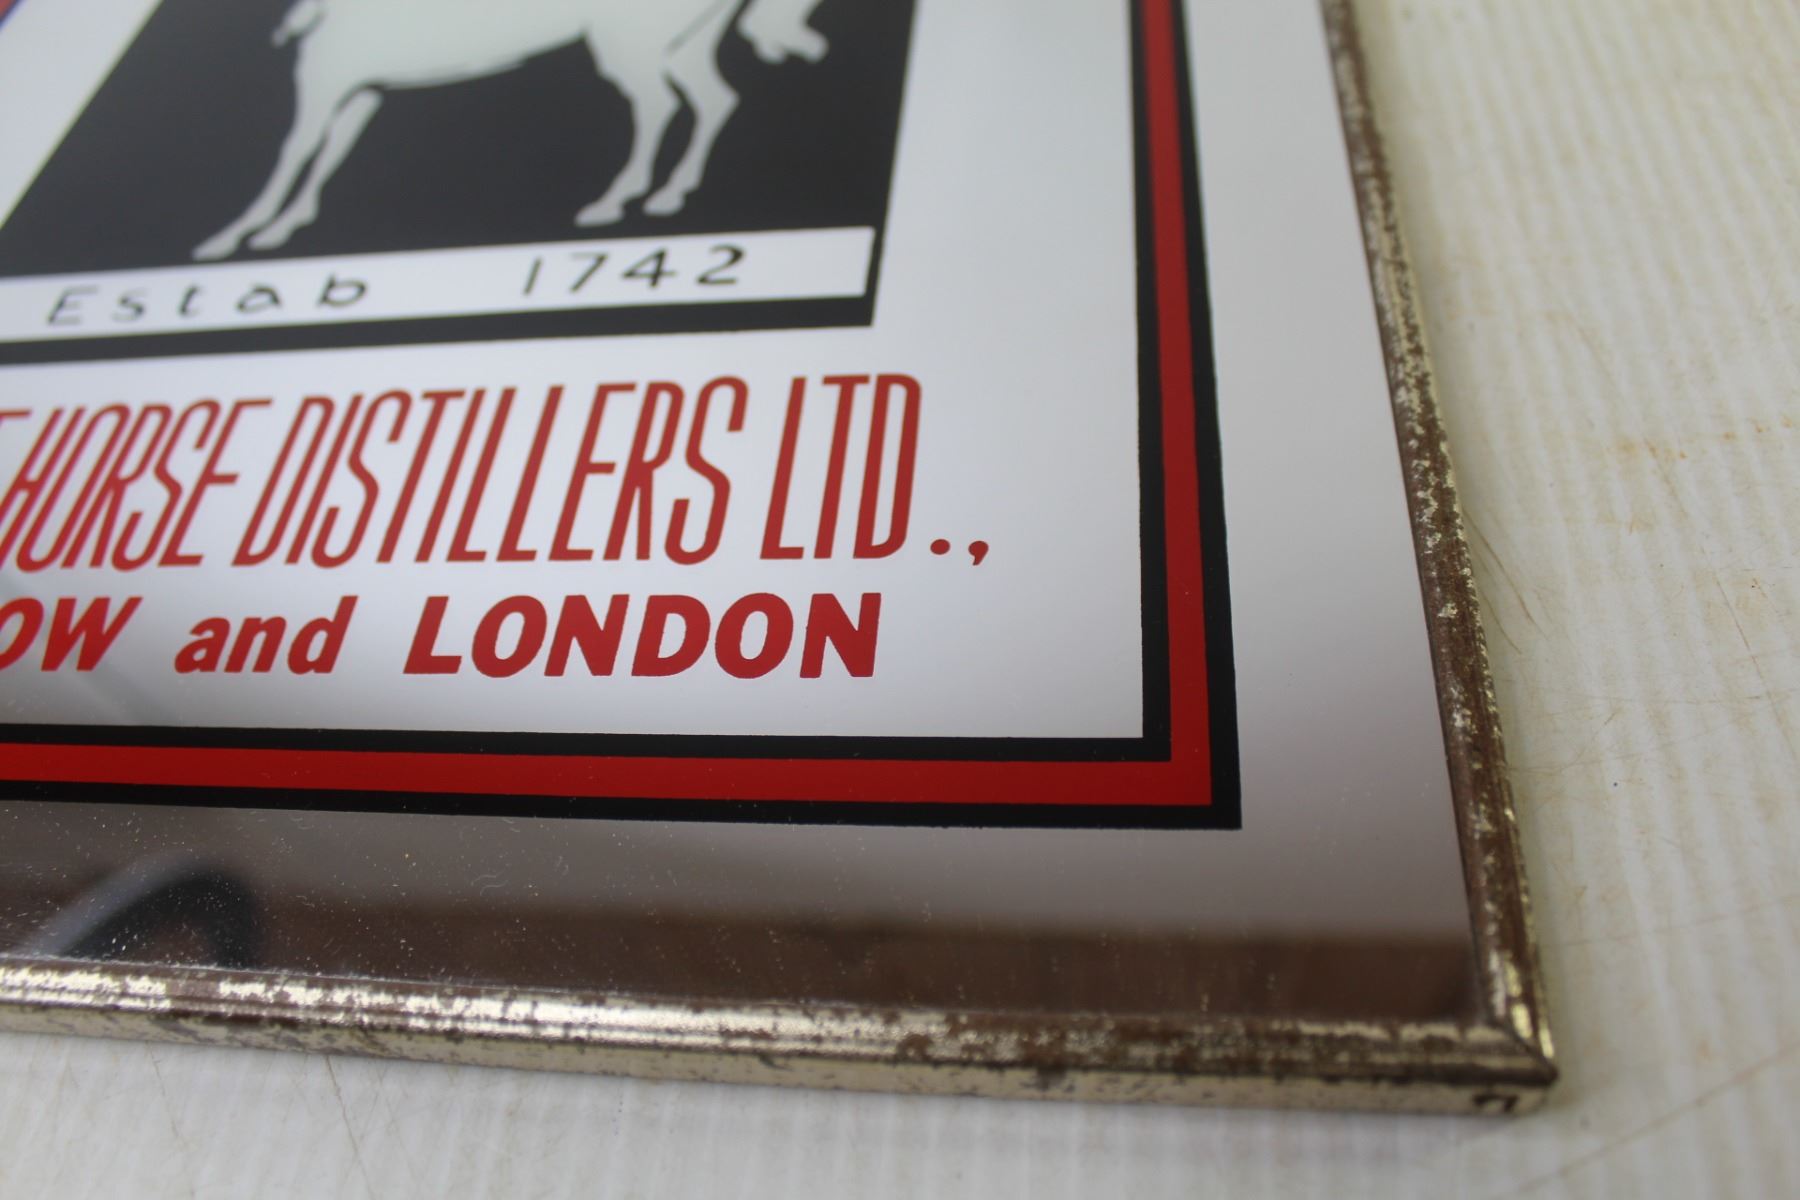 Estab 1742
HORSE DISTILLERS LTD.,
OW and LONDON